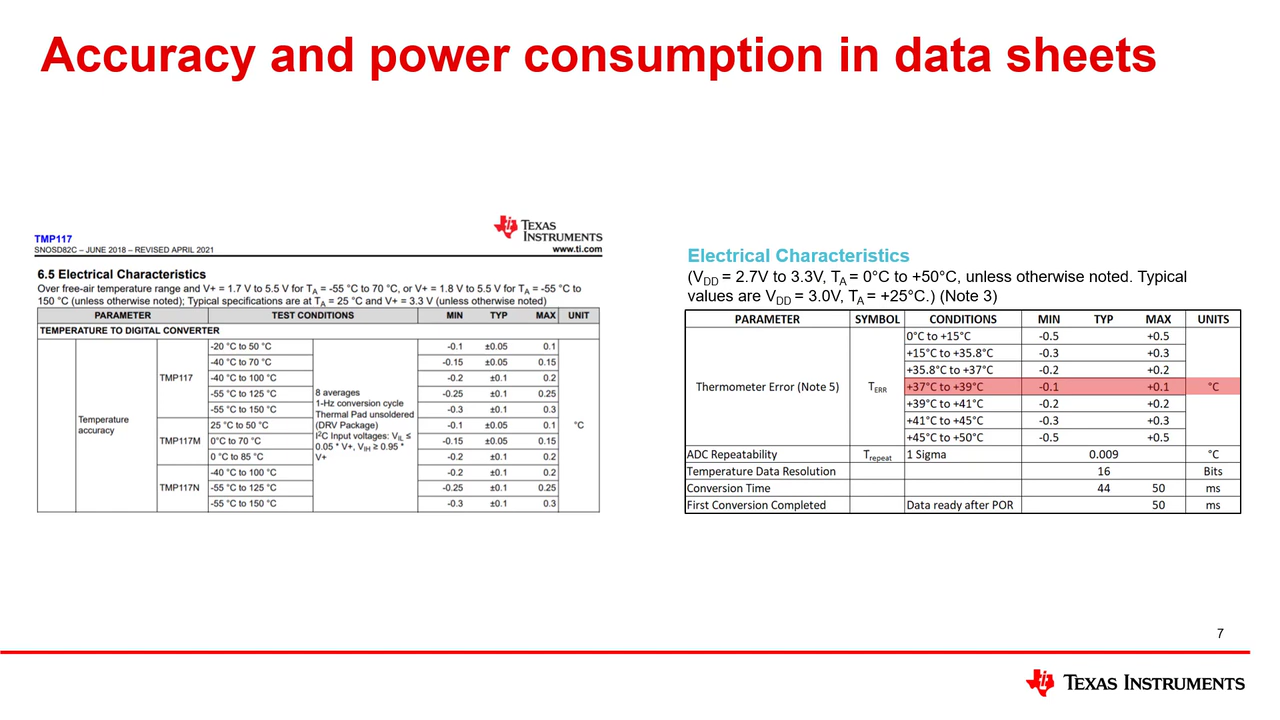 Accuracy and power consumption in data sheets
TEXAS INSTRUMENTS
www.ti.com
TMP117
SNOSD82C – JUNE 2018 – REVISED APRIL 2021
6.5 Electrical Characteristics
Over free-air temperature range and V+ = 1.7 V to 5.5 V for TA = -55 °C to 70 °C, or V+ = 1.8 V to 5.5 V for TA = -55 °C to
150 °C (unless otherwise noted); Typical specifications are at TA = 25 °C and V+ = 3.3 V (unless otherwise noted)
PARAMETER TEST CONDITIONS MIN TYP MAX UNIT
TEMPERATURE TO DIGITAL CONVERTER
Temperature
accuracy
TMP117
-20 °C to 50 °C -0.1 ±0.05 0.1
-40 °C to 70 °C -0.15 ±0.05 0.15
-40 °C to 100 °C -0.2 ±0.1 0.2
-55 °C to 125 °C -0.25 ±0.1 0.25
-55 °C to 150 °C -0.3 ±0.1 0.3
TMP117M
25 °C to 50 °C -0.1 ±0.05 0.1
0°C to 70 °C -0.15 ±0.05 0.15
0 °C to 85 °C -0.2 ±0.1 0.2
TMP117N
-40 °C to 100 °C -0.2 ±0.1 0.2
-55 °C to 125 °C -0.25 ±0.1 0.25
-55 °C to 150 °C -0.3 ±0.1 0.3
8 averages
1-Hz conversion cycle
Thermal Pad unsoldered
(DRV Package)
I2C Input voltages: VIL ≤
0.05 * V+, VIH ≥ 0.95 *
V+
°C
Electrical Characteristics
(VDD = 2.7V to 3.3V, TA = 0°C to +50°C, unless otherwise noted. Typical
values are VDD = 3.0V, TA = +25°C.) (Note 3)
PARAMETER SYMBOL CONDITIONS MIN TYP MAX UNITS
Thermometer Error (Note 5) TERR
0°C to +15°C -0.5 +0.5
+15°C to +35.8°C -0.3 +0.3
+35.8°C to +37°C -0.2 +0.2
+37°C to +39°C -0.1 +0.1 °C
+39°C to +41°C -0.2 +0.2
+41°C to +45°C -0.3 +0.3
+45°C to +50°C -0.5 +0.5
ADC Repeatability Trepeat 1 Sigma 0.009 °C
Temperature Data Resolution 16 Bits
Conversion Time 44 50 ms
First Conversion Completed Data ready after POR 50 ms
7
TEXAS INSTRUMENTS